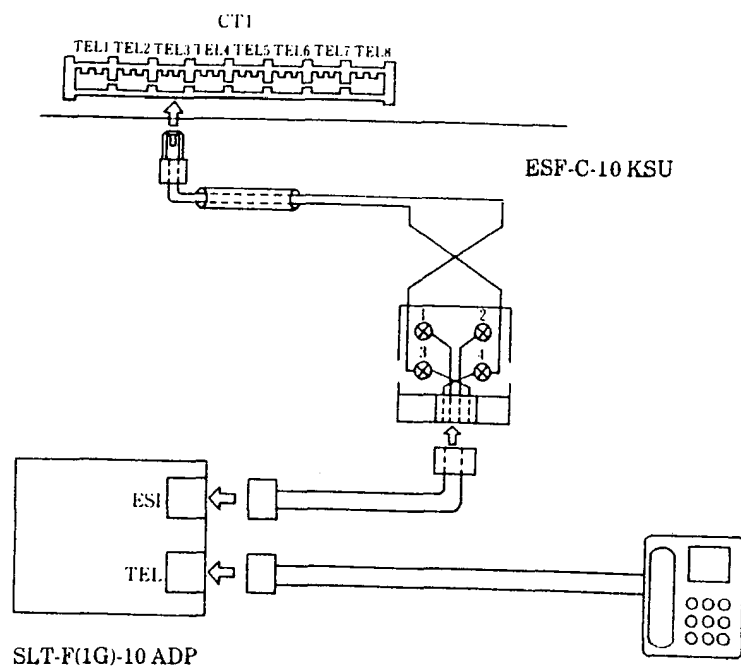 CT1
TEL1 TEL2 TEL3 TEL4 TEL5 TEL6 TEL7 TEL8
ESF-C-10 KSU
1 2
3 4
ESI
TEL
SLT-F(1G)-10 ADP